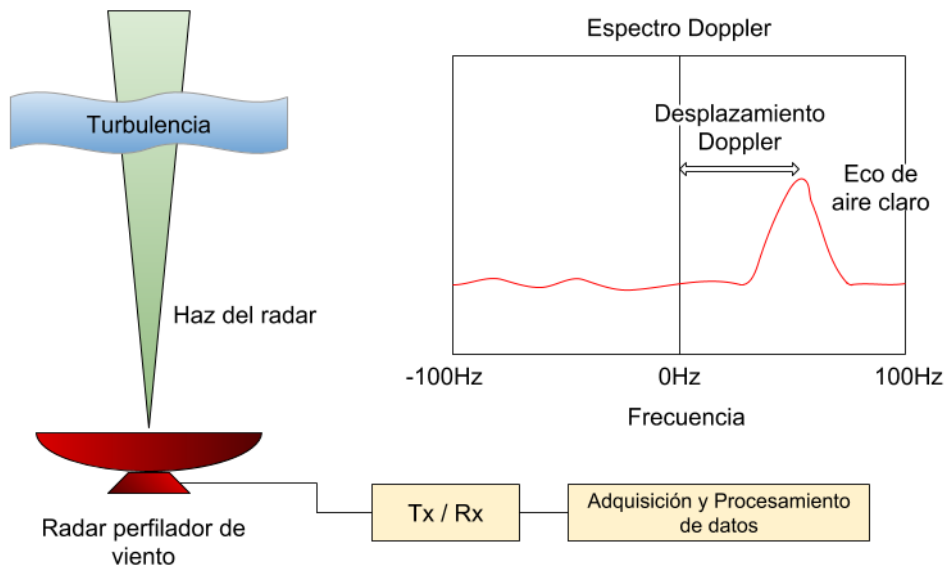 Espectro Doppler
Turbulencia
Desplazamiento
Doppler
Eco de
aire claro
Haz del radar
-100Hz
0Hz
100Hz
Frecuencia
Radar perfilador de
viento
Tx / Rx
Adquisición y Procesamiento
de datos